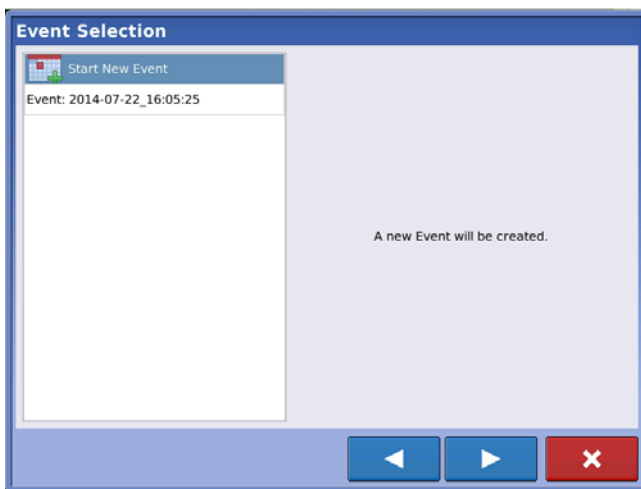 Event Selection
Start New Event
Event: 2014-07-22_16:05:25
A new Event will be created.